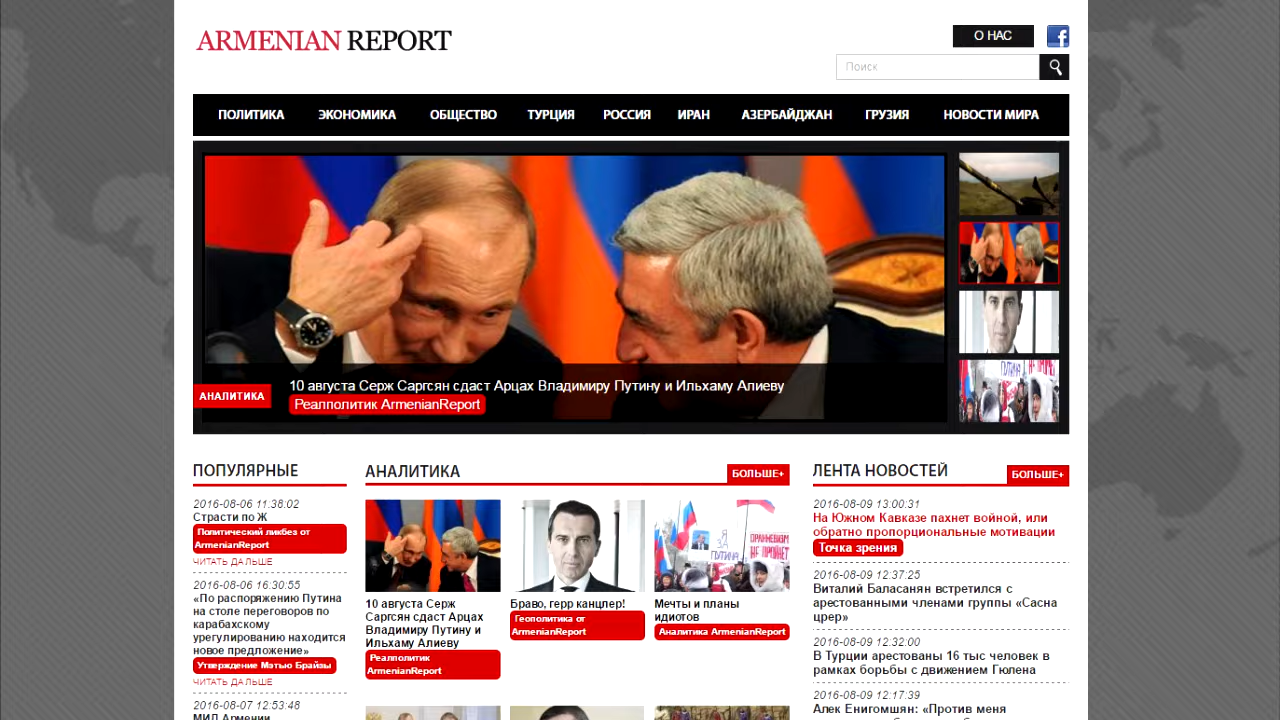 ARMENIAN REPORT
О НАС
Поиск
ПОЛИТИКА ЭКОНОМИКА ОБЩЕСТВО ТУРЦИЯ РОССИЯ ИРАН АЗЕРБАЙДЖАН ГРУЗИЯ НОВОСТИ МИРА
АНАЛИТИКА
10 августа Серж Саргсян сдаст Арцах Владимиру Путину и Ильхаму Алиеву
Реалполитик ArmenianReport
ПОПУЛЯРНЫЕ
2016-08-06 11:38:02
Страсти по Ж
Политический ликбез от
ArmenianReport
ЧИТАТЬ ДАЛЬШЕ
2016-08-06 16:30:55
«По распоряжению Путина
на столе переговоров по
карабахскому
урегулированию находится
новое предложение»
Утверждение Мэтью Брайзы
ЧИТАТЬ ДАЛЬШЕ
2016-08-07 12:53:48
МИД Армении
АНАЛИТИКА
БОЛЬШЕ+
10 августа Серж
Саргсян сдаст Арцах
Владимиру Путину и
Ильхаму Алиеву
Реалполитик
ArmenianReport
Браво, герр канцлер!
Геополитика от
ArmenianReport
ПУТИНА
ОРАНЖЕВИЗМ
НЕ ПРОЙДЕТ
Мечты и планы
идиотов
Аналитика ArmenianReport
ЛЕНТА НОВОСТЕЙ
БОЛЬШЕ+
2016-08-09 13:00:31
На Южном Кавказе пахнет войной, или
обратно пропорциональные мотивации
Точка зрения
2016-08-09 12:37:25
Виталий Баласанян встретился с
арестованными членами группы «Сасна
црер»
2016-08-09 12:32:00
В Турции арестованы 16 тыс человек в
рамках борьбы с движением Гюлена
2016-08-09 12:17:39
Алек Енигомшян: «Против меня